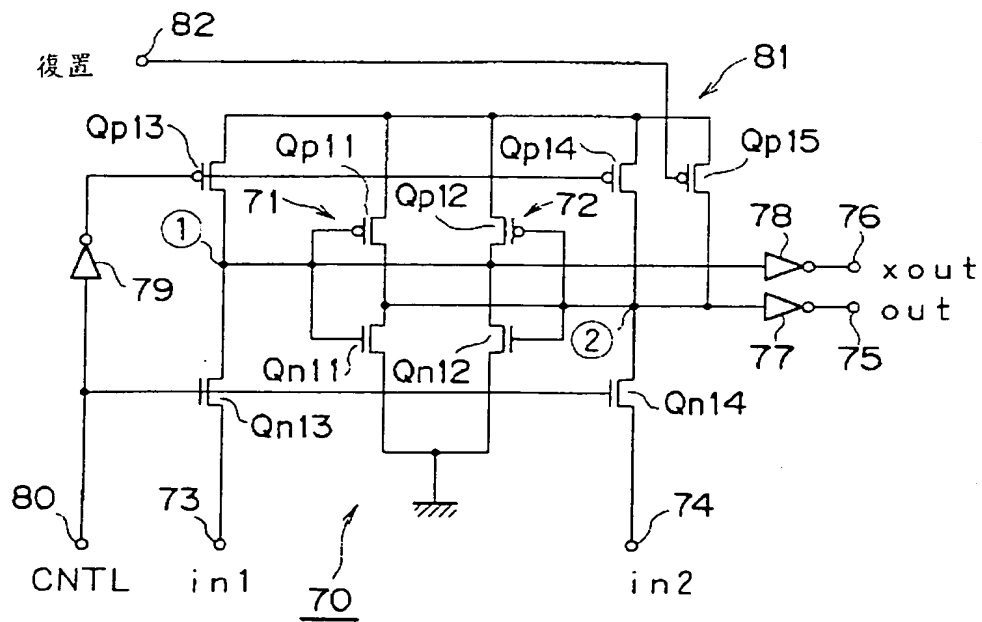 82
復置
81
Qp13
Qp11
Qp14
Qp15
Qp12
71
72
78
76
①
79
xout
out
②
77
75
Qn11
Qn12
Qn13
Qn14
80
73
74
CNTL
in1
in2
70